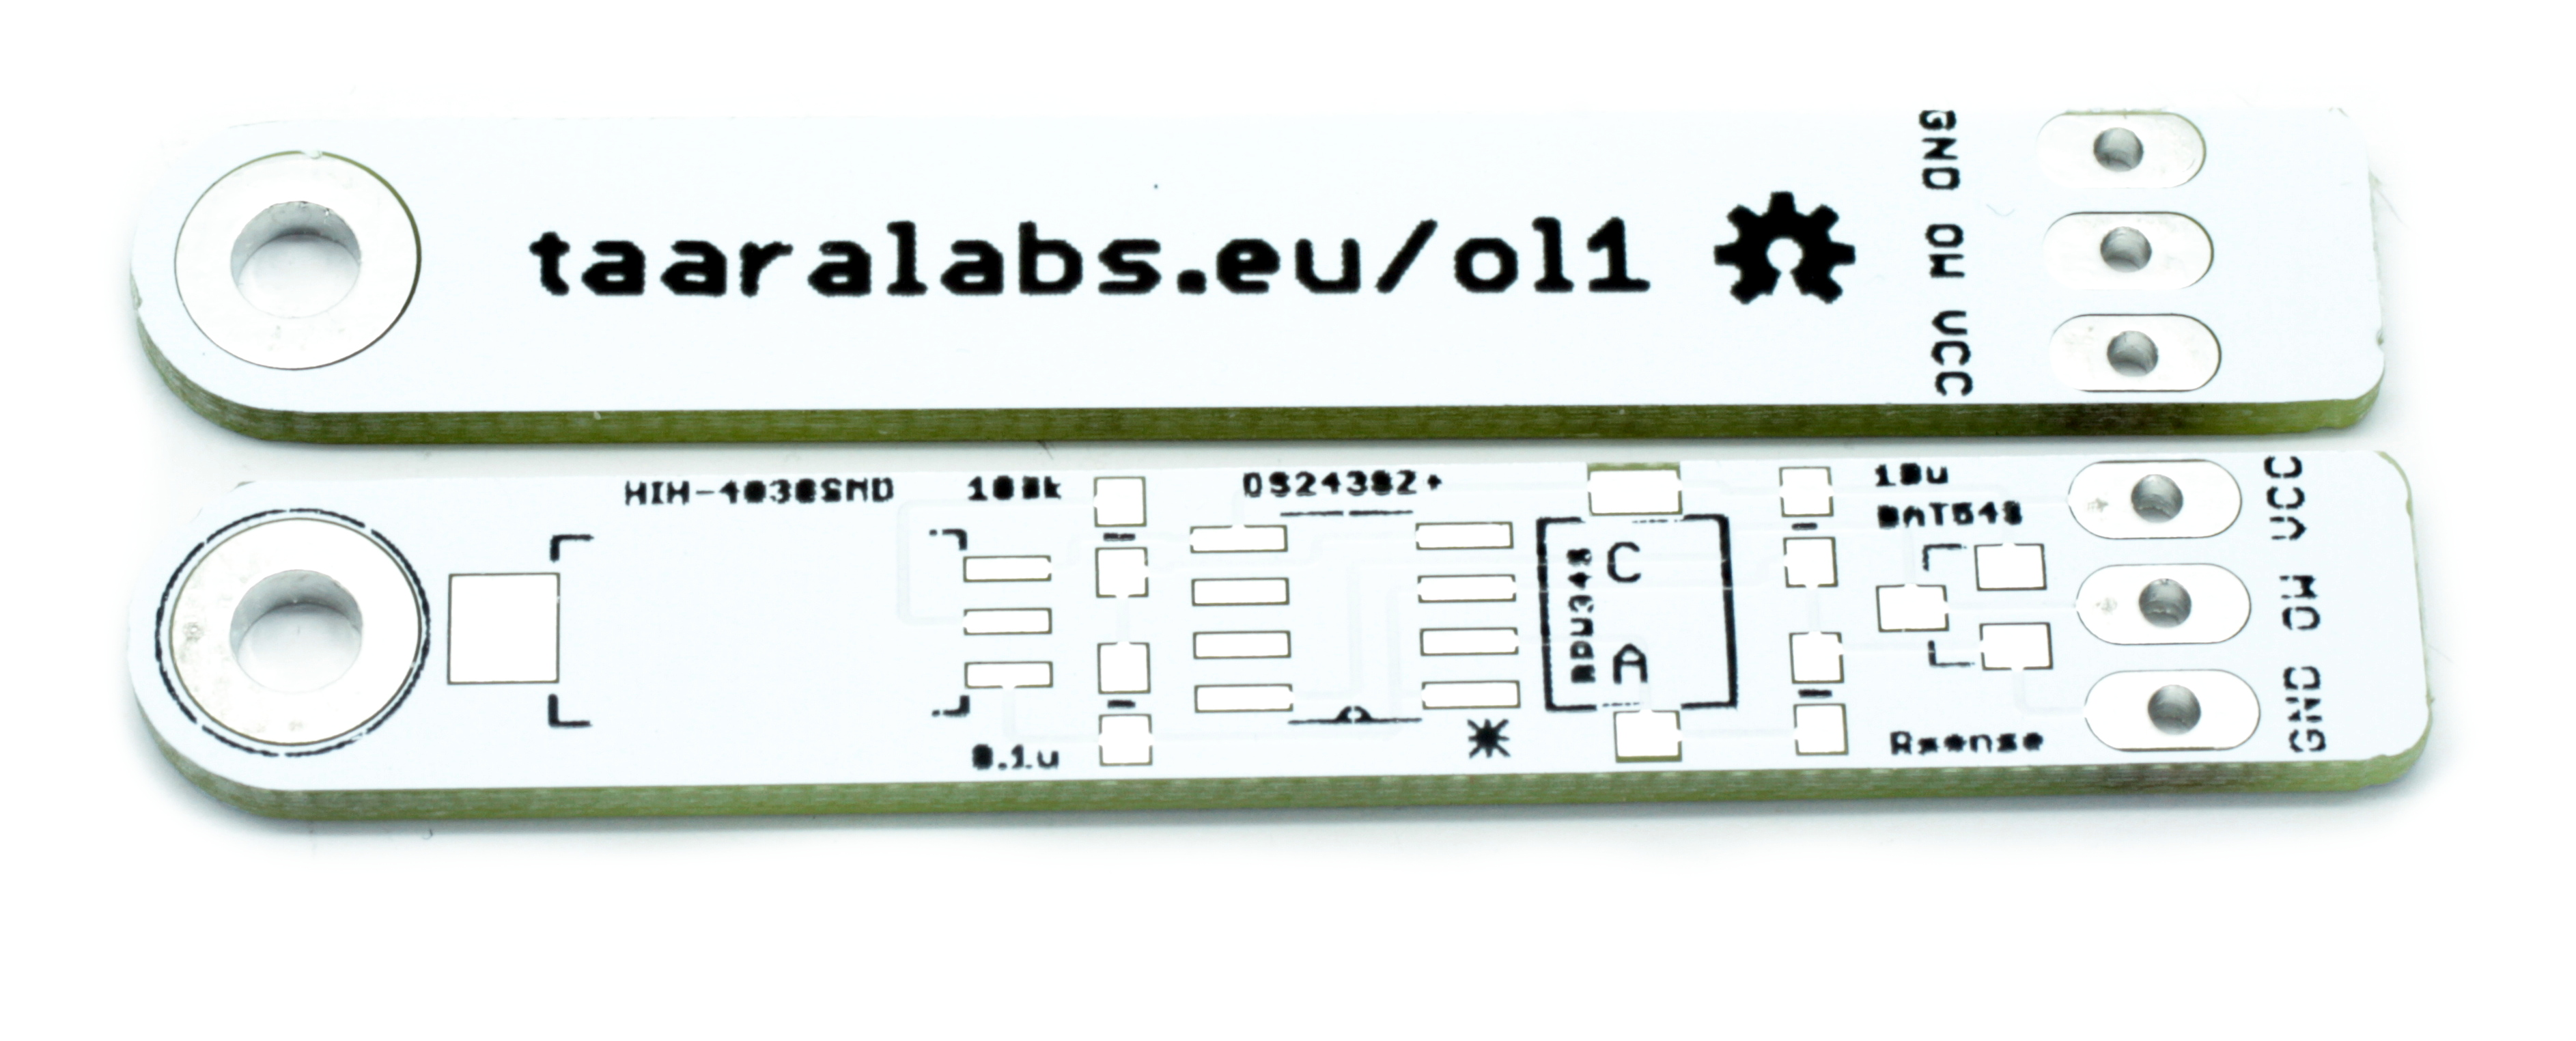 taaralabs.eu/ol1
GND OW VCC
HIH-4030SMD
100k
DS2438Z+
10u
BAT54S
C
A
0.1u
Rsense
VCC
OW
GND